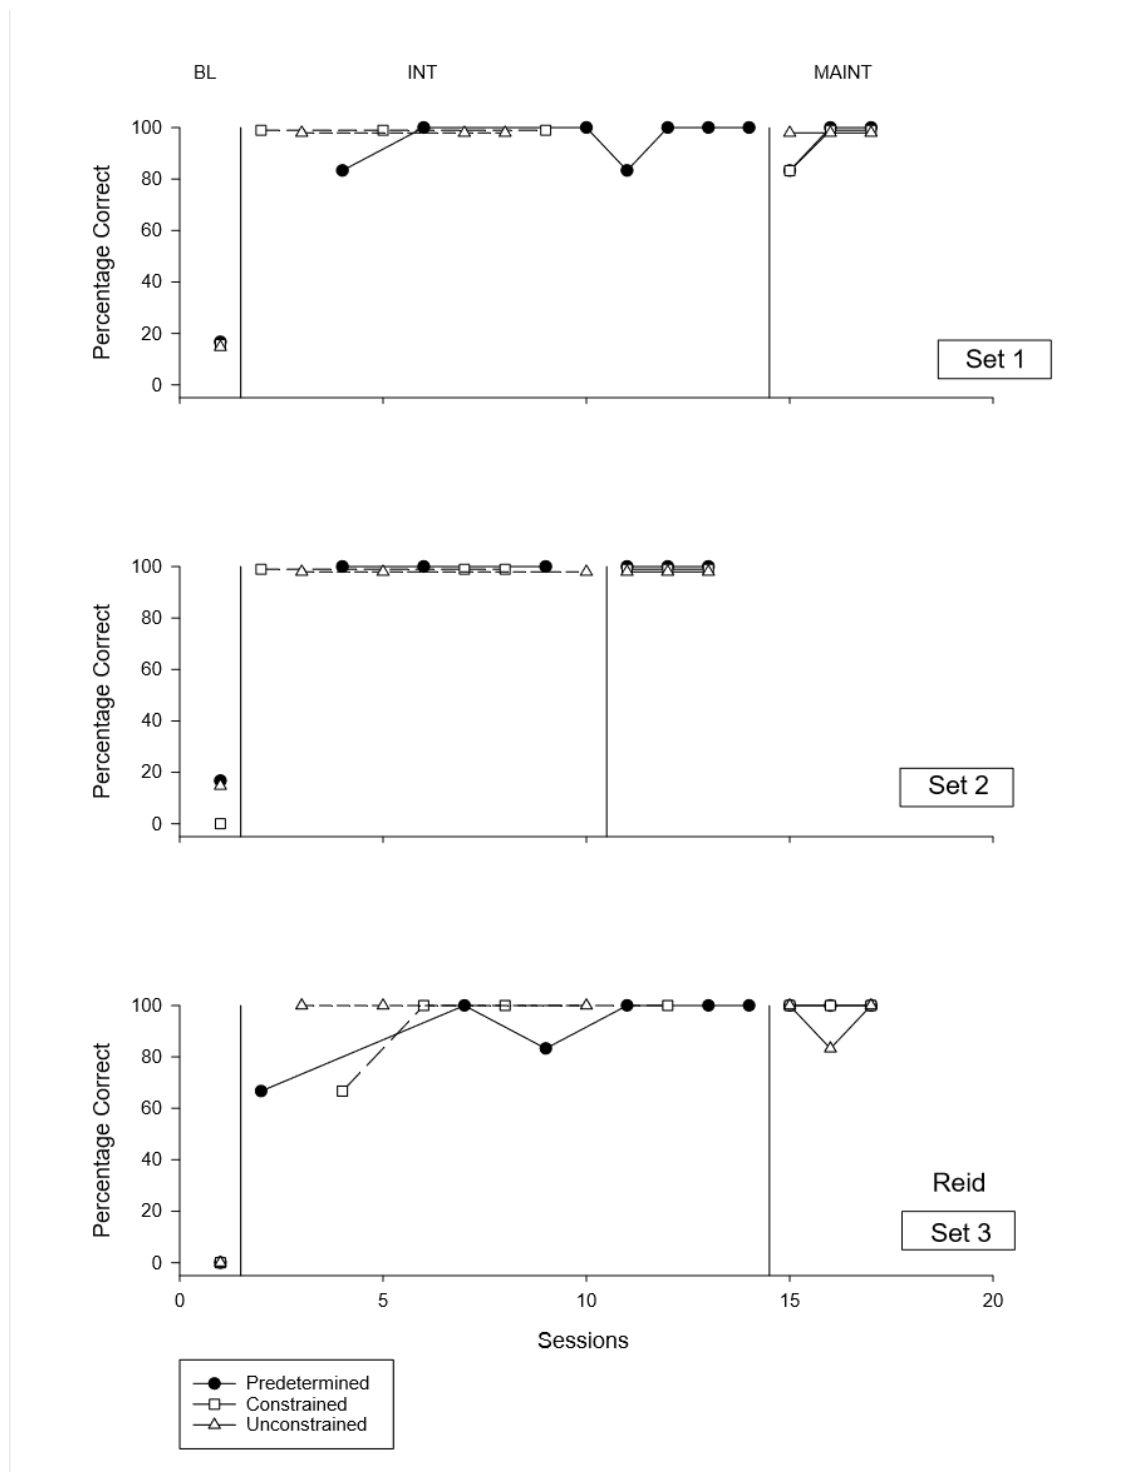 BL INT MAINT
100
80
60
40
20
0
Percentage Correct
Set 1
100
80
60
40
20
0
Percentage Correct
Set 2
100
80
60
40
20
0
Percentage Correct
Reid
Set 3
0 5 10 15 20
Sessions
Predetermined
Constrained
Unconstrained